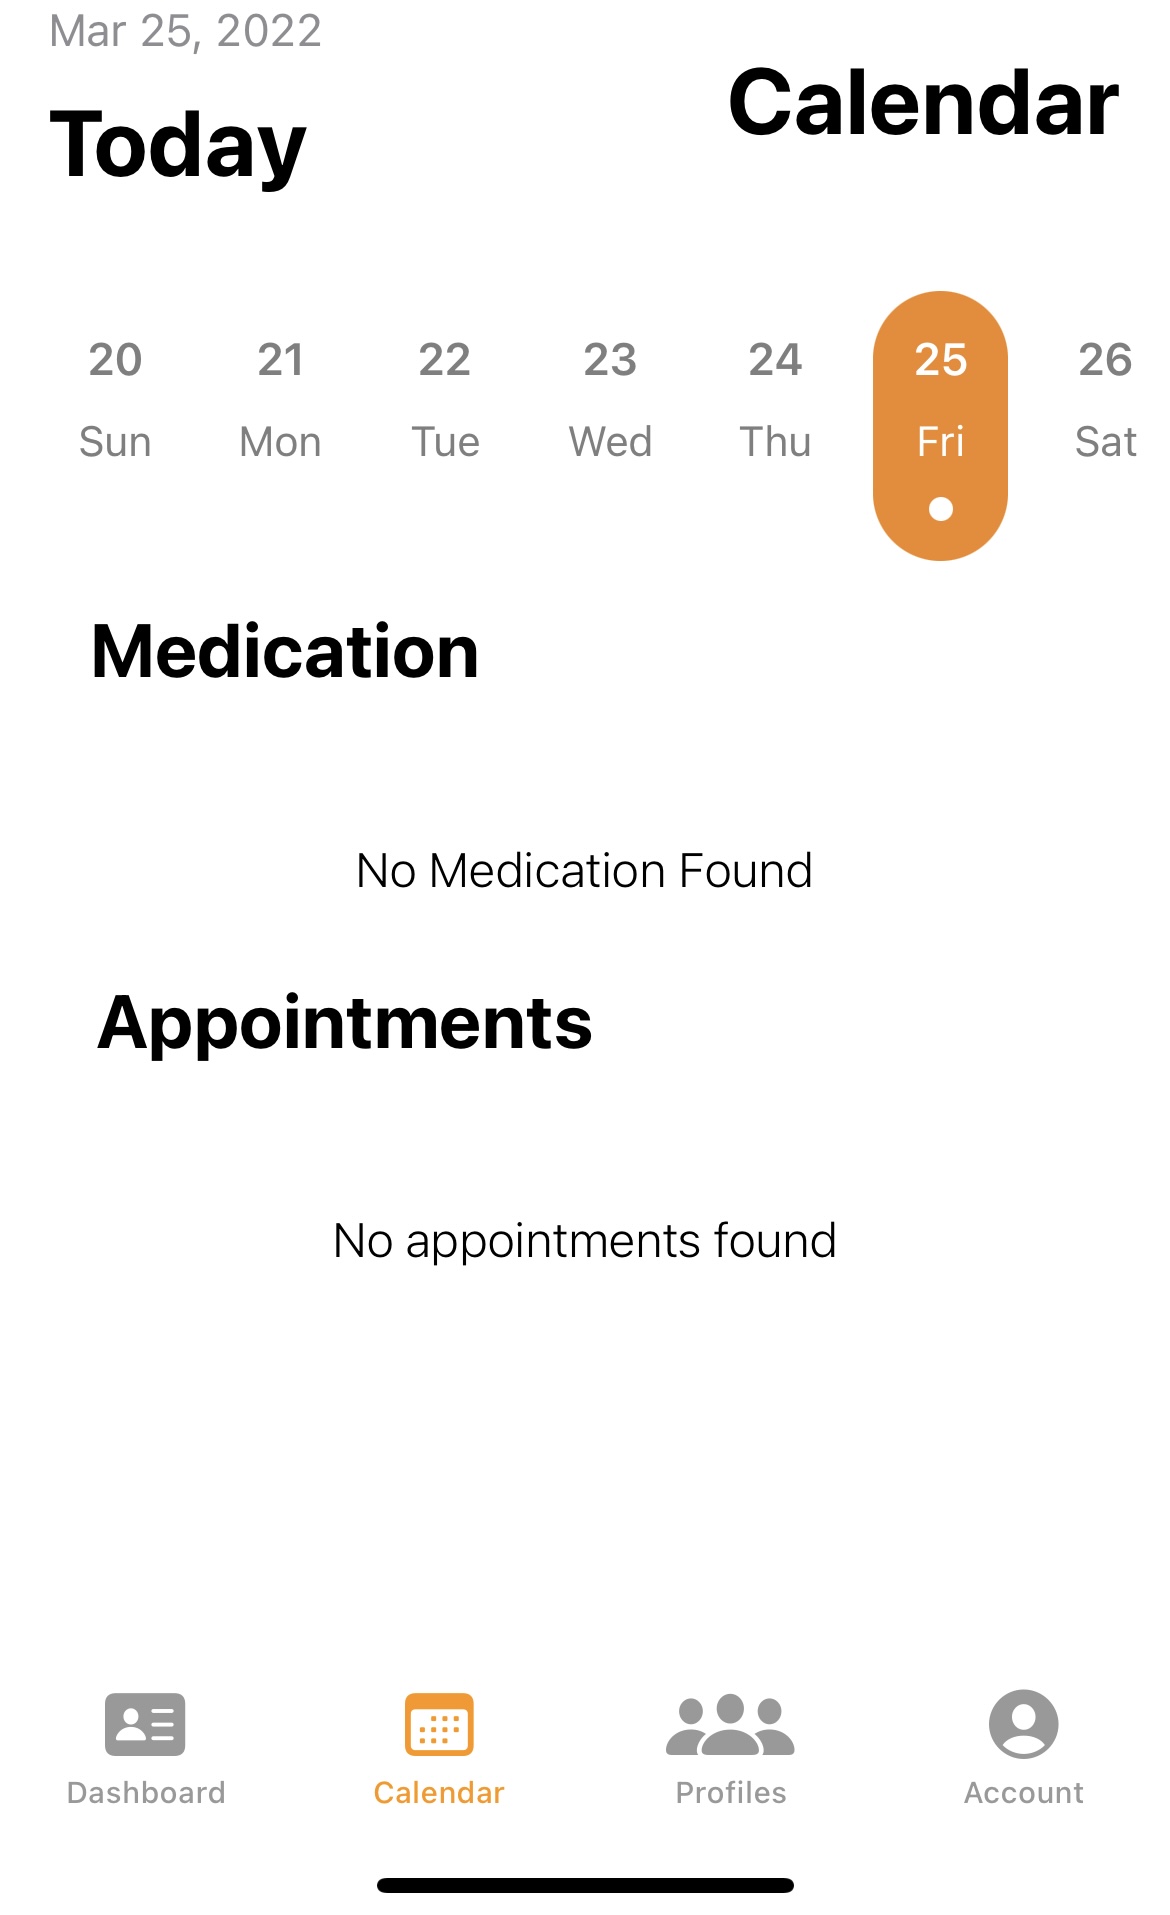 Mar 25, 2022
Today
Calendar
20 21 22 23 24 25 26
Sun Mon Tue Wed Thu Fri Sat
Medication
No Medication Found
Appointments
No appointments found
Dashboard Calendar Profiles Account